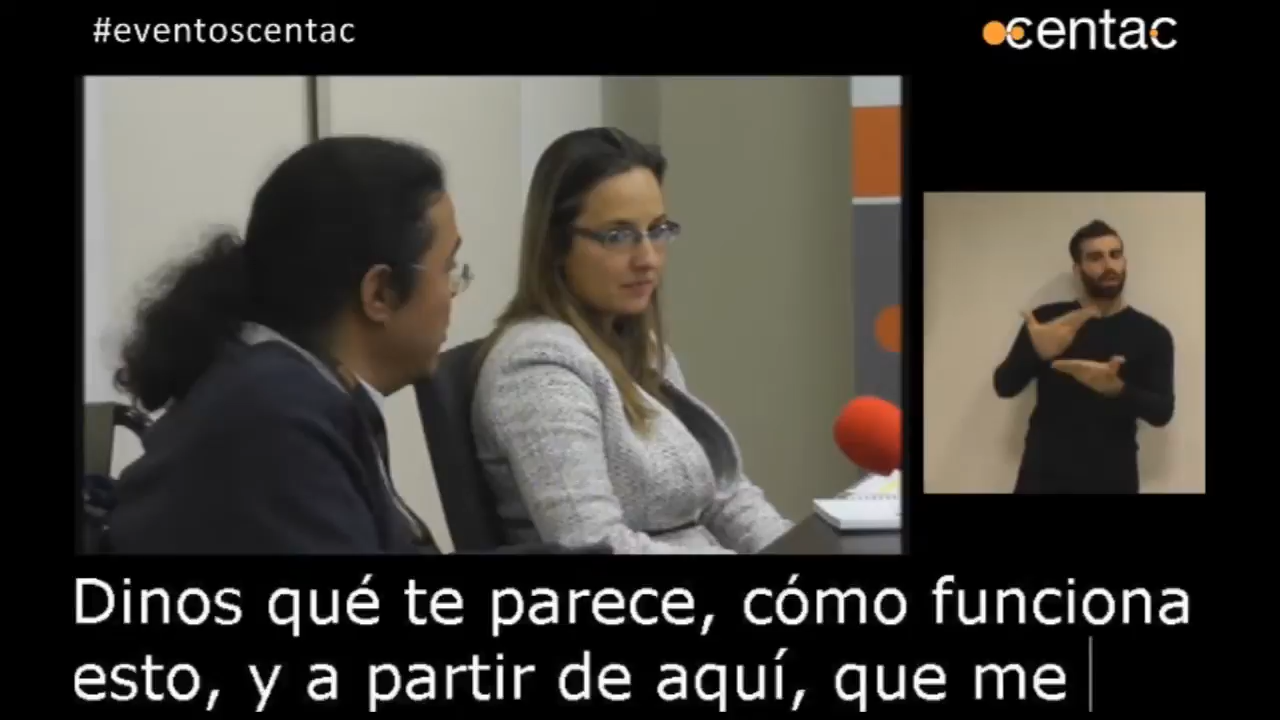 #eventoscentac
centac
Dinos qué te parece, cómo funciona
esto, y a partir de aquí, que me